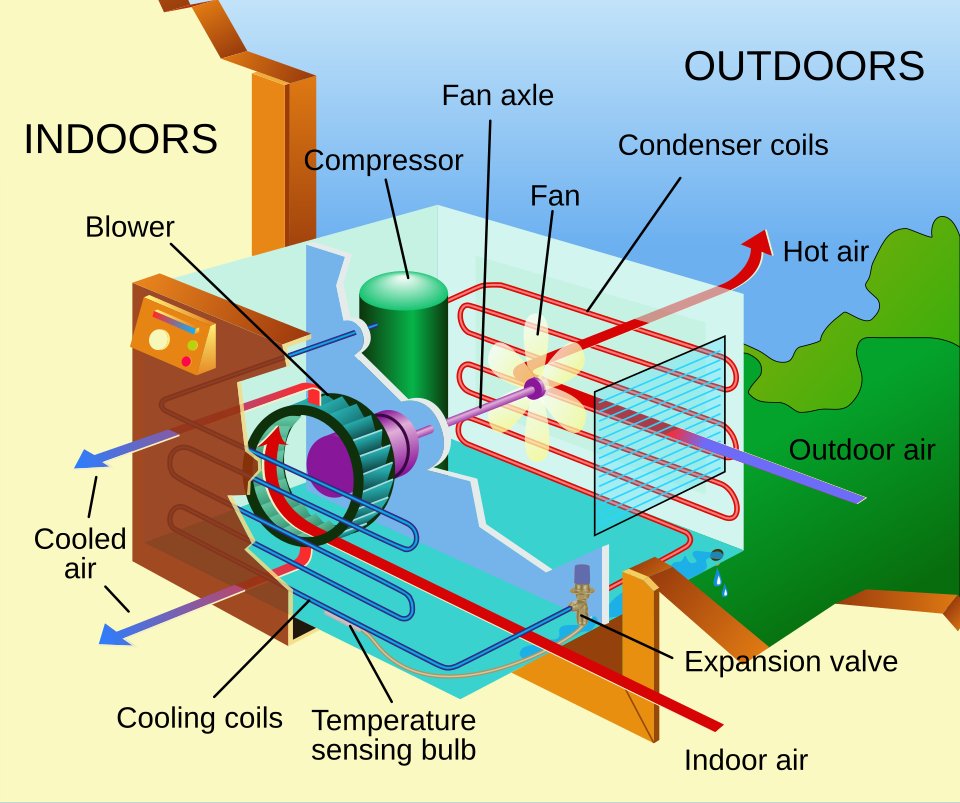 OUTDOORS
Fan axle
INDOORS
Condenser coils
Compressor
Fan
Blower
Hot air
Outdoor air
Cooled
air
Expansion valve
Cooling coils
Temperature
sensing bulb
Indoor air